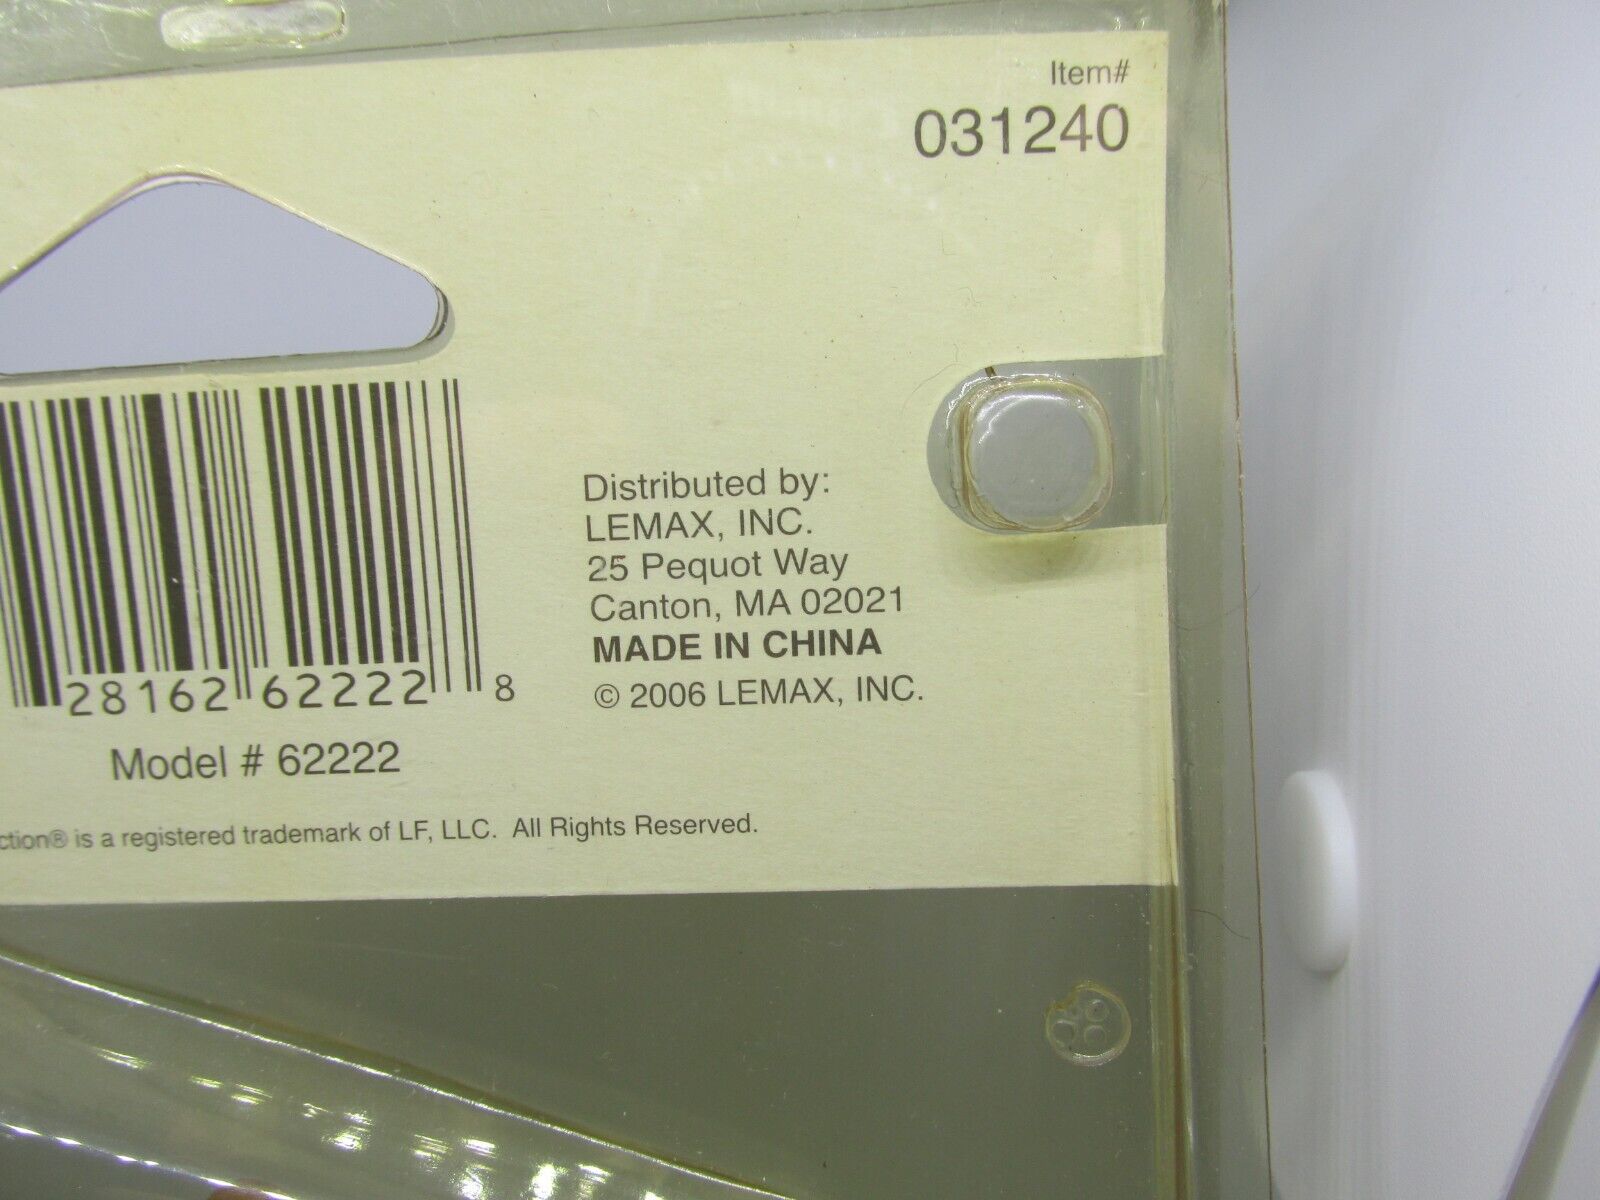 Item#
031240
Distributed by:
LEMAX, INC.
25 Pequot Way
Canton, MA 02021
MADE IN CHINA
© 2006 LEMAX, INC.
28162 62222 8
Model # 62222
ction® is a registered trademark of LF, LLC. All Rights Reserved.